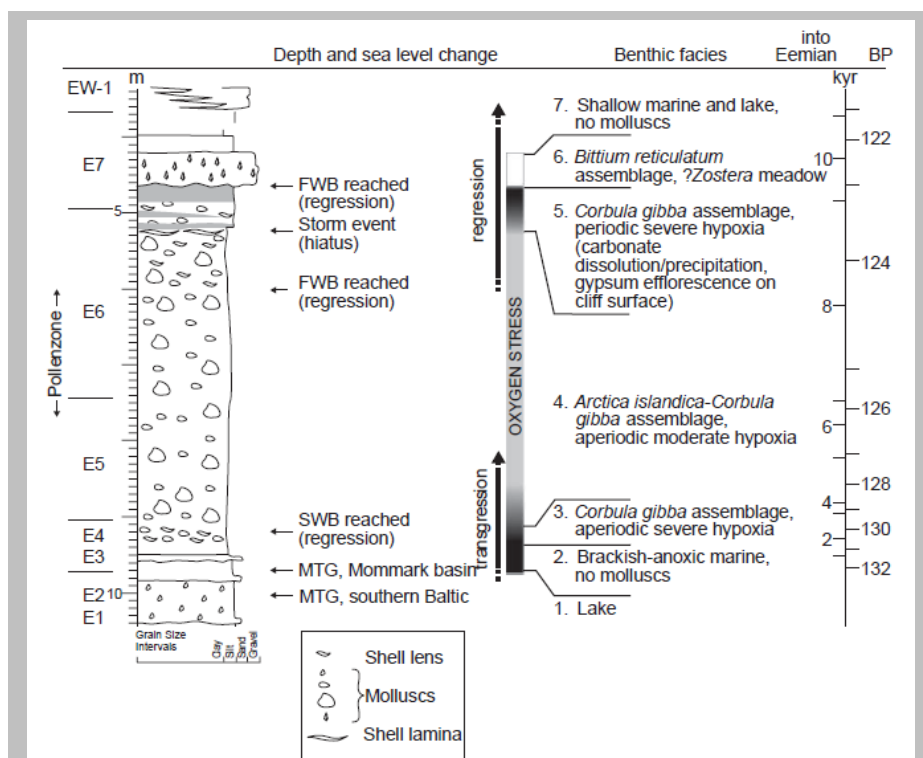 Depth and sea level change
Benthic facies
into
Eemian
BP
EW-1
m
kyr
7. Shallow marine and lake,
no molluscs
122
10
E7
6. Bittium reticulatum
assemblage, ?Zostera meadow
FWB reached
(regression)
5
regression
Storm event
(hiatus)
5. Corbula gibba assemblage,
periodic severe hypoxia
(carbonate
dissolution/precipitation,
gypsum efflorescence on
cliff surface)
124
FWB reached
(regression)
8
E6
Pollenzone
OXYGEN STRESS
4. Arctica islandica-Corbula
gibba assemblage,
aperiodic moderate hypoxia
126
6
E5
128
transgression
4
3. Corbula gibba assemblage,
aperiodic severe hypoxia
SWB reached
(regression)
130
E4
2
E3
2. Brackish-anoxic marine,
no molluscs
MTG, Mommark basin
132
E2
10
MTG, southern Baltic
1. Lake
E1
Grain Size
Intervals
Clay
Silt
Sand
Gravel
Shell lens
Molluscs
Shell lamina